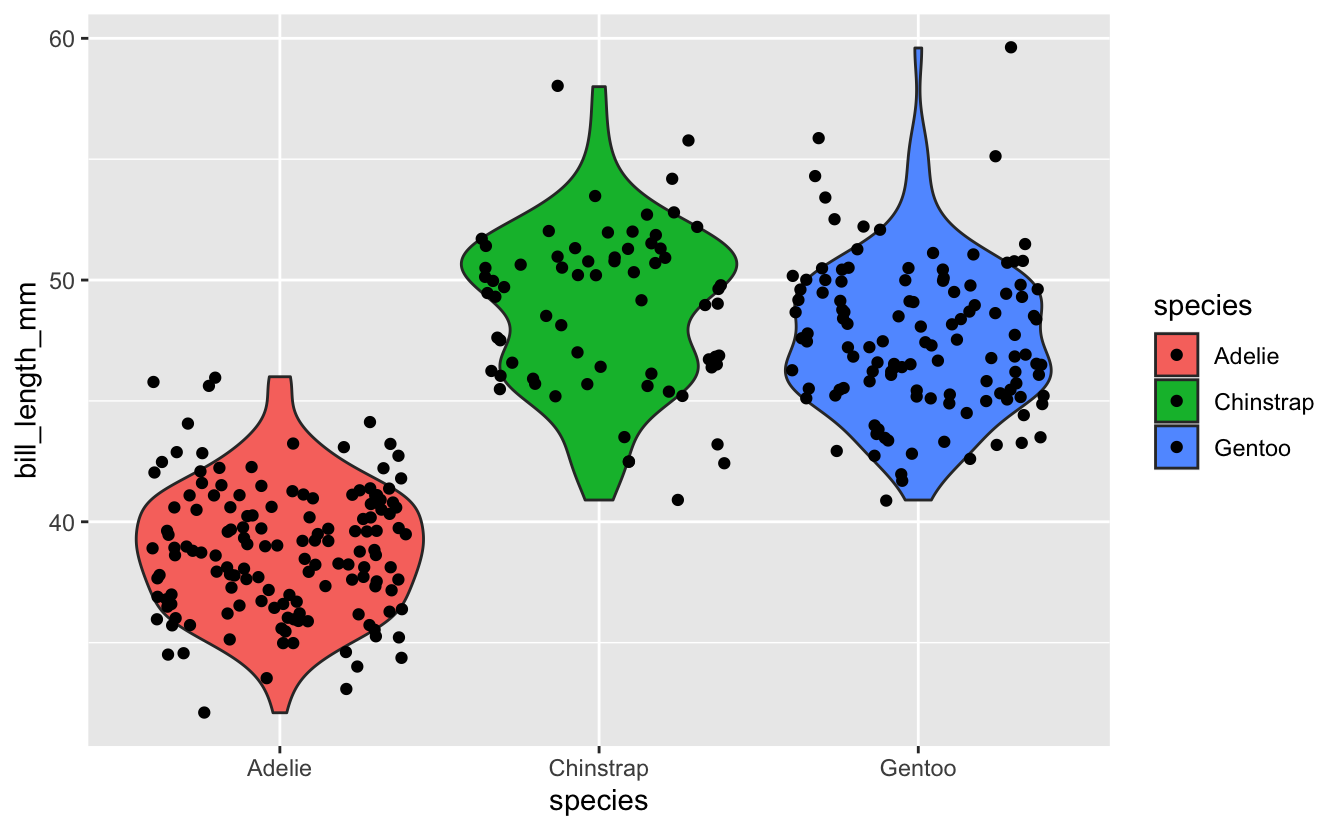 60
50
40
bill_length_mm
Adelie
Chinstrap
Gentoo
species
species
Adelie
Chinstrap
Gentoo